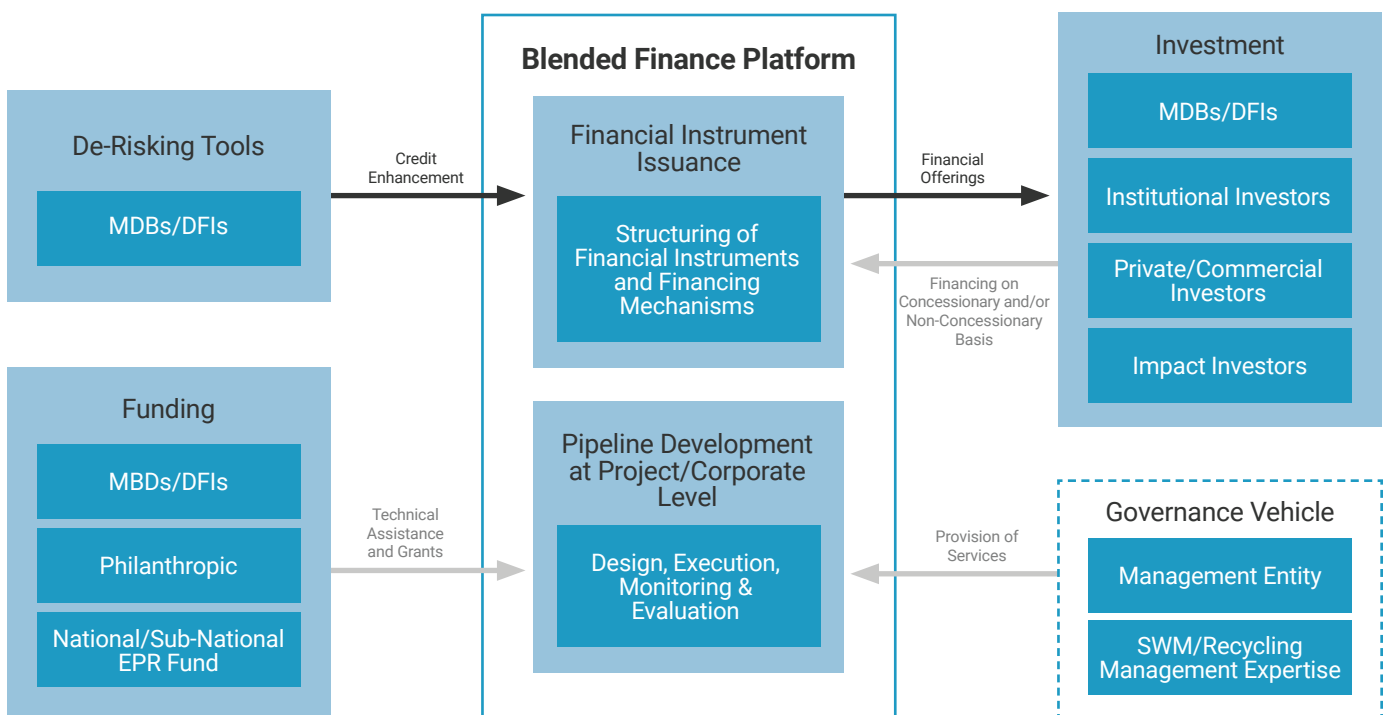 Blended Finance Platform
De-Risking Tools
MDBs/DFIs
Credit
Enhancement
Financial Instrument
Issuance
Structuring of
Financial Instruments
and Financing
Mechanisms
Financial
Offerings
Financing on
Concessionary and/or
Non-Concessionary
Basis
Investment
MDBs/DFIs
Institutional Investors
Private/Commercial
Investors
Impact Investors
Funding
MBDs/DFIs
Philanthropic
National/Sub-National
EPR Fund
Technical
Assistance
and Grants
Pipeline Development
at Project/Corporate
Level
Design, Execution,
Monitoring &
Evaluation
Provision of
Services
Governance Vehicle
Management Entity
SWM/Recycling
Management Expertise